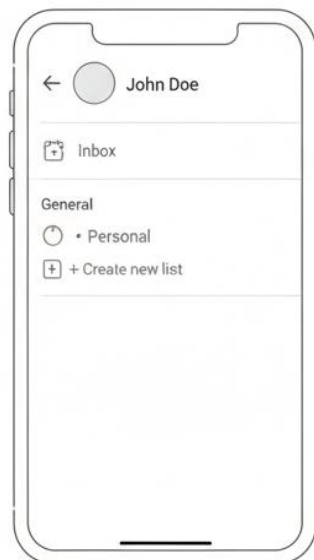 John Doe
Inbox
General
• Personal
+ Create new list